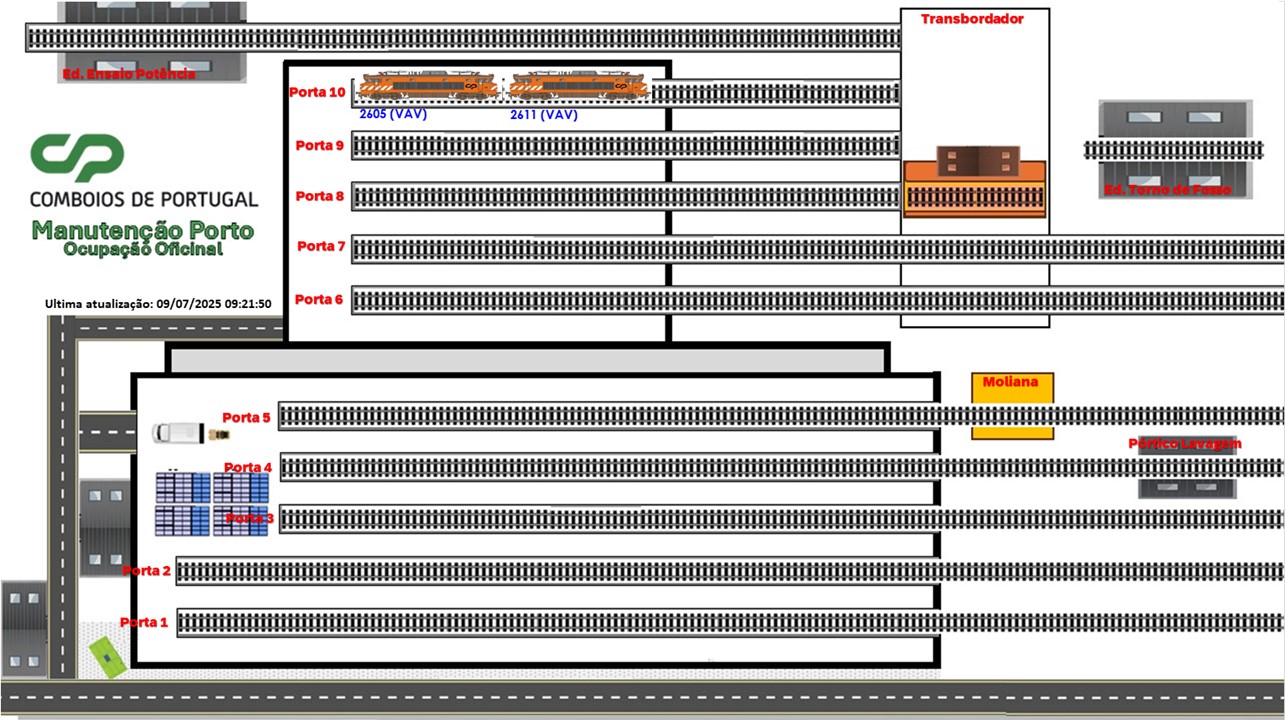 Transbordador
Ed. Ensaio Potência
Porta 10
2605 (VAV)
2611 (VAV)
Porta 9
CP
COMBOIOS DE PORTUGAL
Porta 8
Ed. Torno de Fosso
Manutenção Porto
Ocupação Oficinal
Porta 7
Ultima atualização: 09/07/2025 09:21:50
Porta 6
Moliana
Porta 5
Pórtico Lavagem
Porta 4
Porta 3
Porta 2
Porta 1